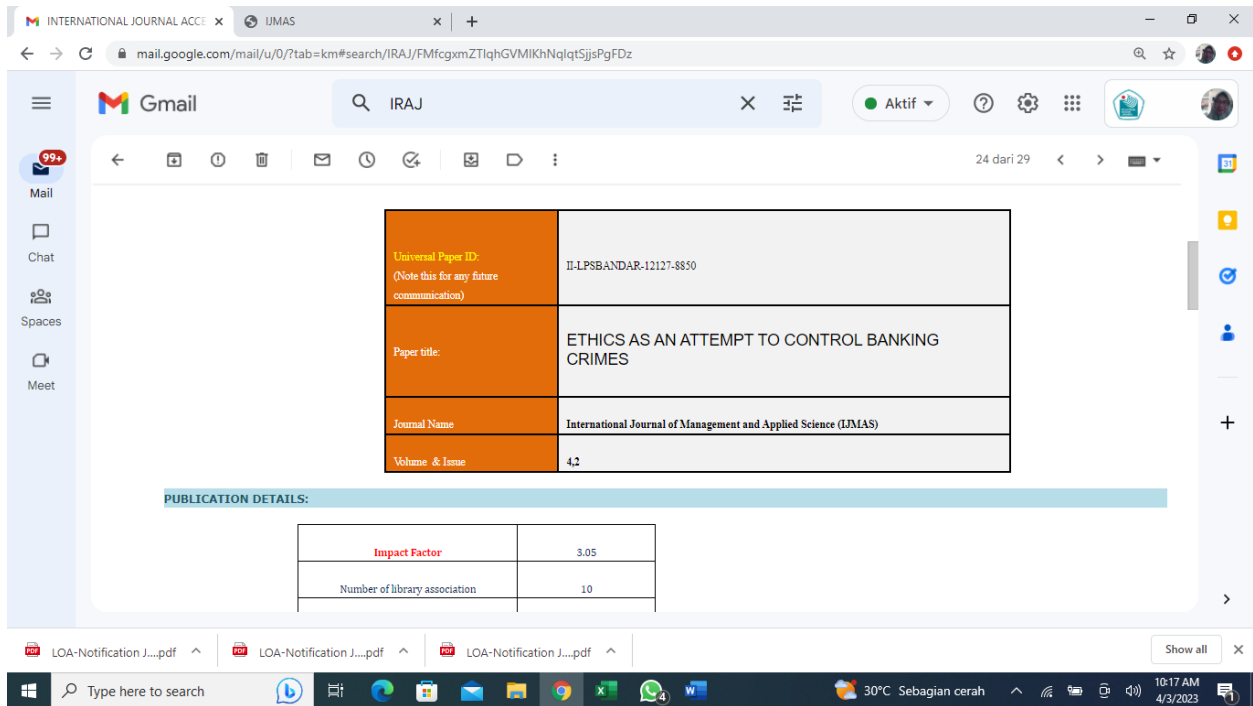 INTERNATIONAL JOURNAL ACCE
IJMAS
mail.google.com/mail/u/0/?tab=km#search/IRAJ/FMfcgxmZTlqhGVMlKhNqlqtSjjsPgFDz
Gmail
IRAJ
Aktif
99+
24 dari 29
31
Mail
Chat
Spaces
Meet
Universal Paper ID:
(Note this for any future
communication)
II-LPSBANDAR-12127-8850
Paper title:
ETHICS AS AN ATTEMPT TO CONTROL BANKING
CRIMES
Journal Name
International Journal of Management and Applied Science (IJMAS)
Volume & Issue
4,2
PUBLICATION DETAILS:
Impact Factor
3.05
Number of library association
10
LOA-Notification J....pdf
LOA-Notification J....pdf
LOA-Notification J....pdf
Show all
Type here to search
4
30°C Sebagian cerah
10:17 AM
4/3/2023
1